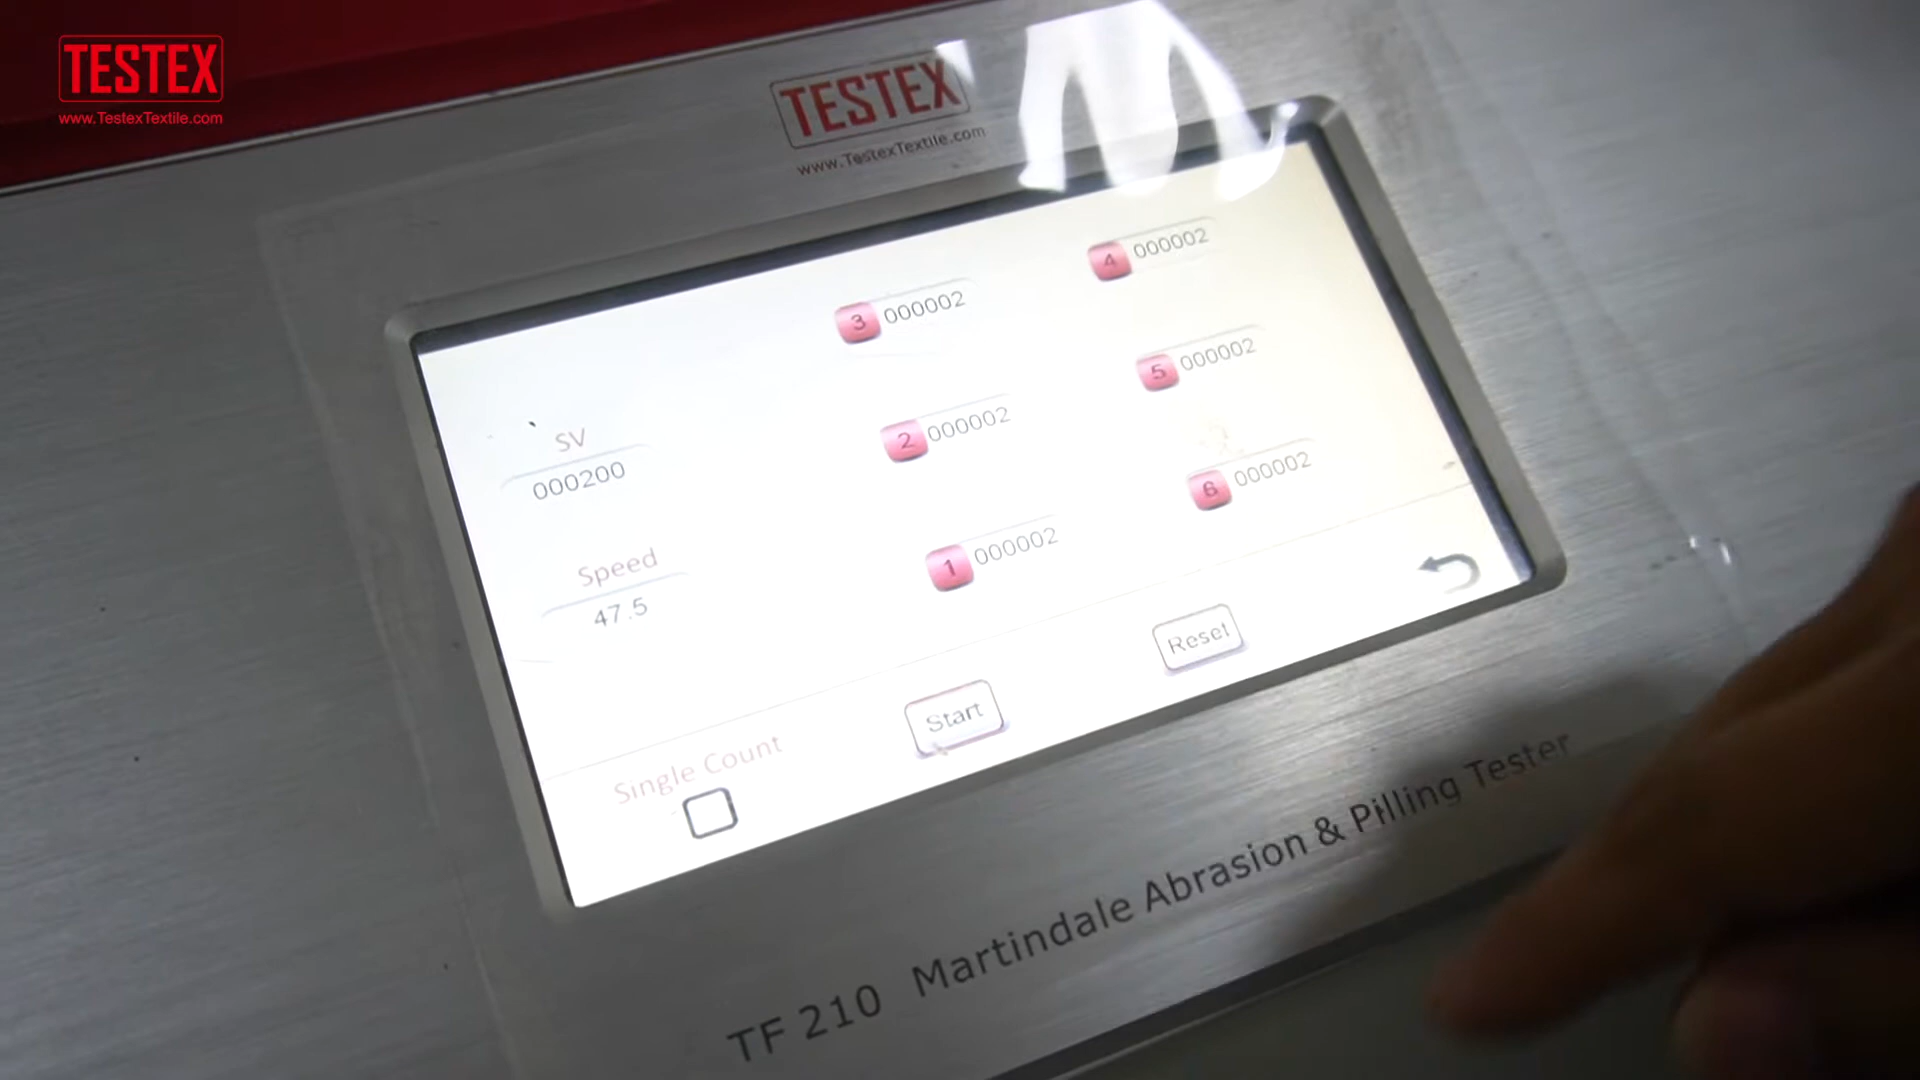 TESTEX
www.TestexTextile.com
TESTEX
www.TestexTextile.com
4 000002
3 000002
5 000002
SV
000200
2 000002
6 000002
Speed
47.5
1 000002
Reset
Start
Single Count
TF 210 Martindale Abrasion & Pilling Tester